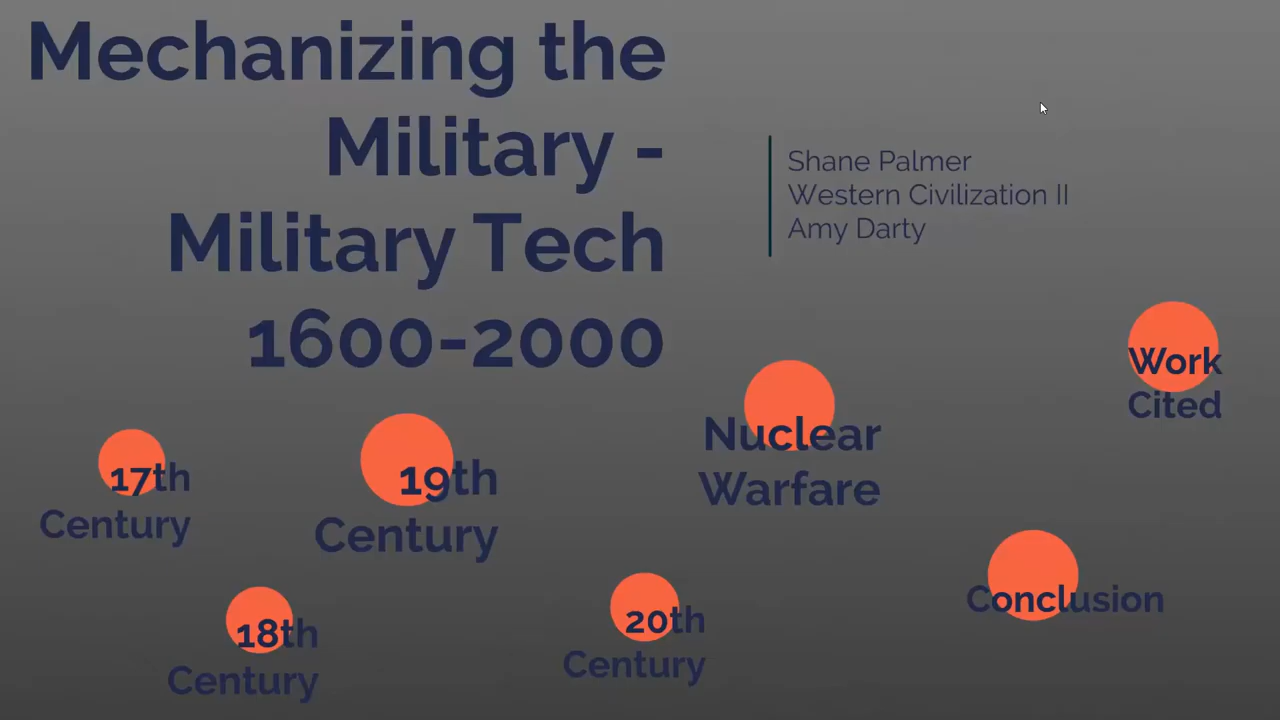 Mechanizing the
Military -
Military Tech
1600-2000
Shane Palmer
Western Civilization II
Amy Darty
17th
Century
18th
Century
19th
Century
20th
Century
Nuclear
Warfare
Conclusion
Work
Cited